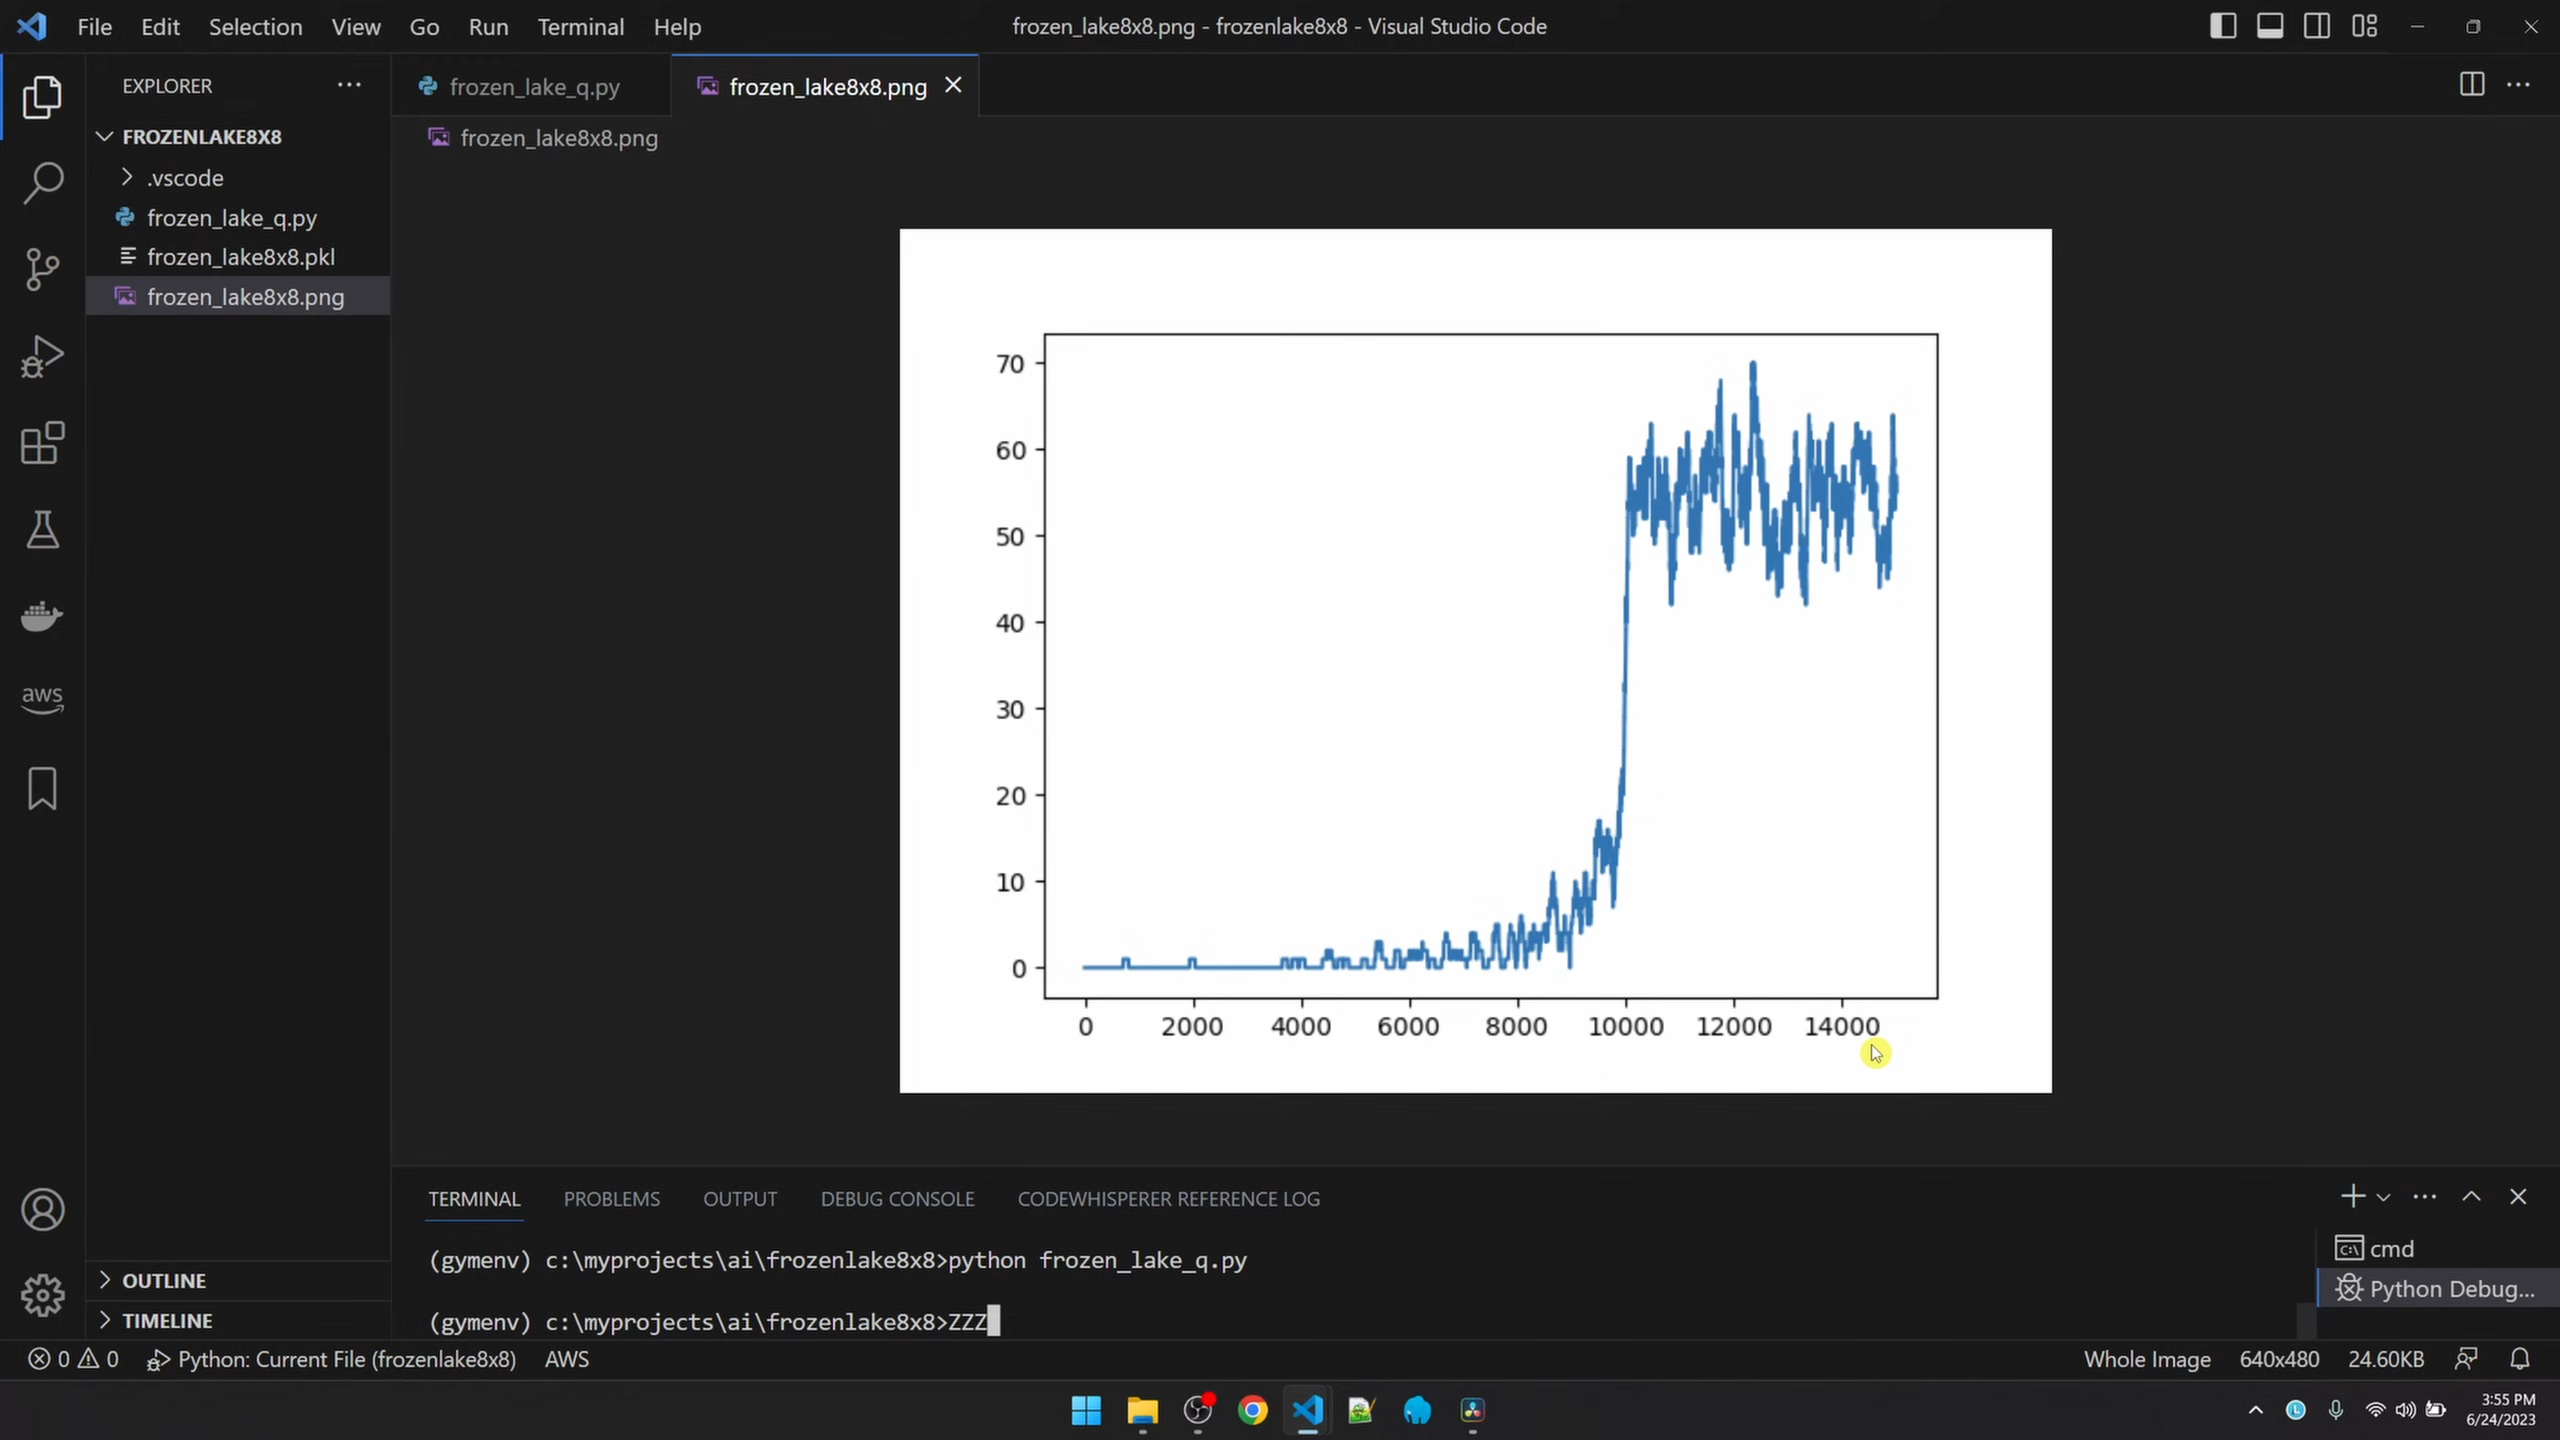 File Edit Selection View Go Run Terminal Help
frozen_lake8x8.png - frozenlake8x8 - Visual Studio Code
EXPLORER
frozen_lake_q.py
frozen_lake8x8.png
frozen_lake8x8.png
FROZENLAKE8X8
.vscode
frozen_lake_q.py
frozen_lake8x8.pkl
frozen_lake8x8.png
aws
70
60
50
40
30
20
10
0
0 2000 4000 6000 8000 10000 12000 14000
OUTLINE
TIMELINE
TERMINAL PROBLEMS OUTPUT DEBUG CONSOLE CODEWHISPERER REFERENCE LOG
(gymenv) c:\myprojects\ai\frozenlake8x8>python frozen_lake_q.py
(gymenv) c:\myprojects\ai\frozenlake8x8>ZZZ
cmd
Python Debug...
0 0 Python: Current File (frozenlake8x8) AWS
Whole Image 640x480 24.60KB
3:55 PM
6/24/2023